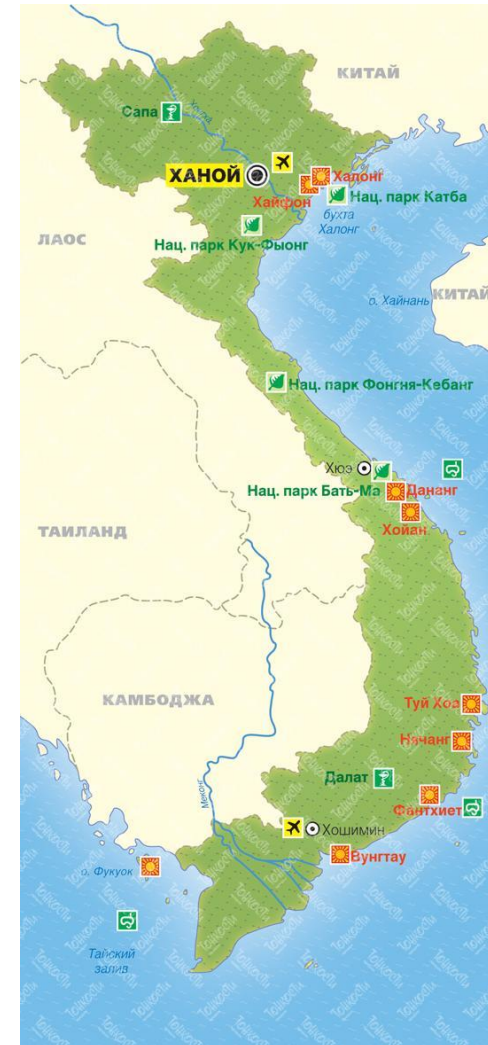 КИТАЙ
Сапа
Хонгха
ХАНОЙ
Халонг
Хайфон
Нац. парк Катба
бухта
Халонг
Нац. парк Кук-Фыонг
ЛАОС
о. Хайнань
КИТАЙ
Нац. парк Фонгня-Кебанг
Хюэ
Нац. парк Бать-Ма
Дананг
Хойан
ТАИЛАНД
КАМБОДЖА
Туй Хоа
Нячанг
Далат
Меконг
Фантхиет
Хошимин
Вунгтау
о. Фукуок
Тайский
залив